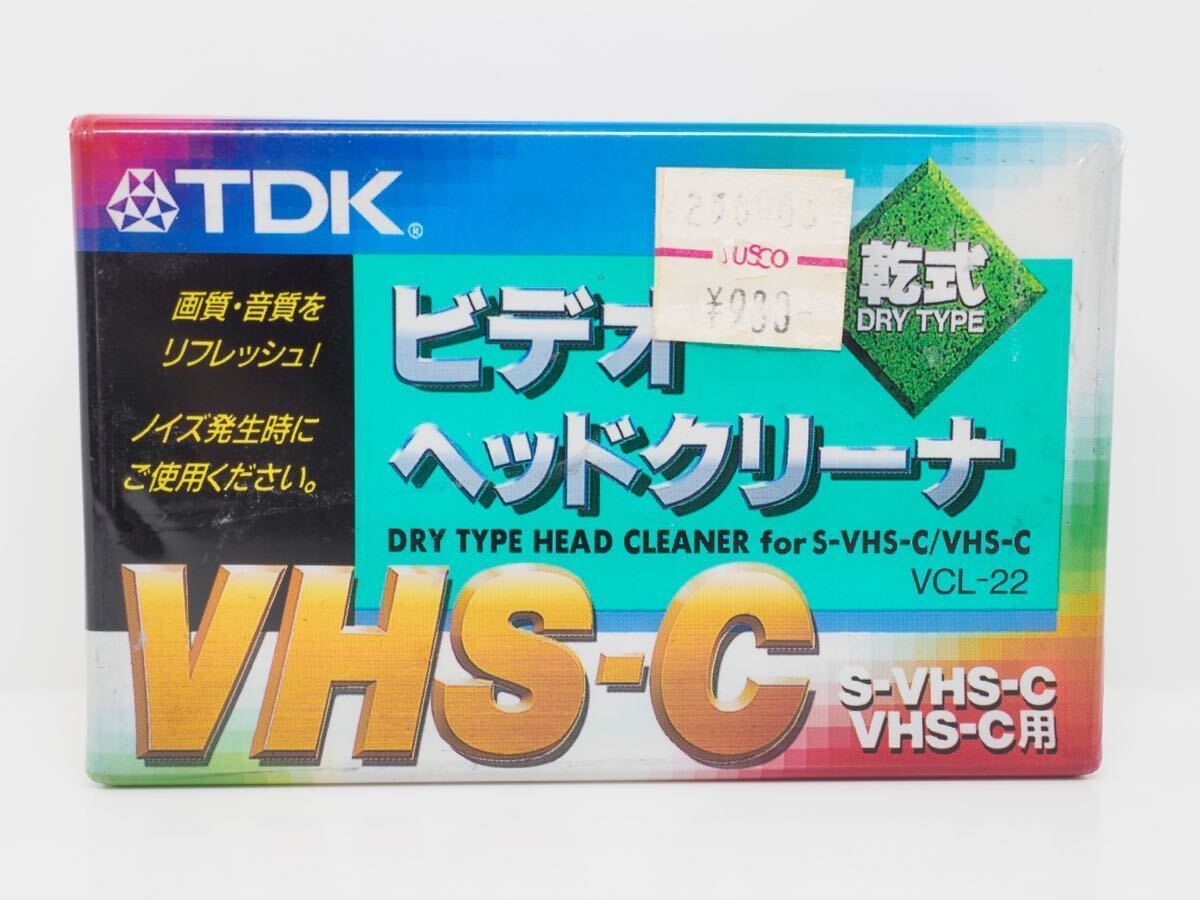 TDK®
画質・音質を
リフレッシュ!
ノイズ発生時に
ご使用ください。
¥980
乾式
DRY TYPE
ビデオ
ヘッドクリーナ
DRY TYPE HEAD CLEANER for S-VHS-C/VHS-C
VCL-22
VHS-C
S-VHS-C
VHS-C用